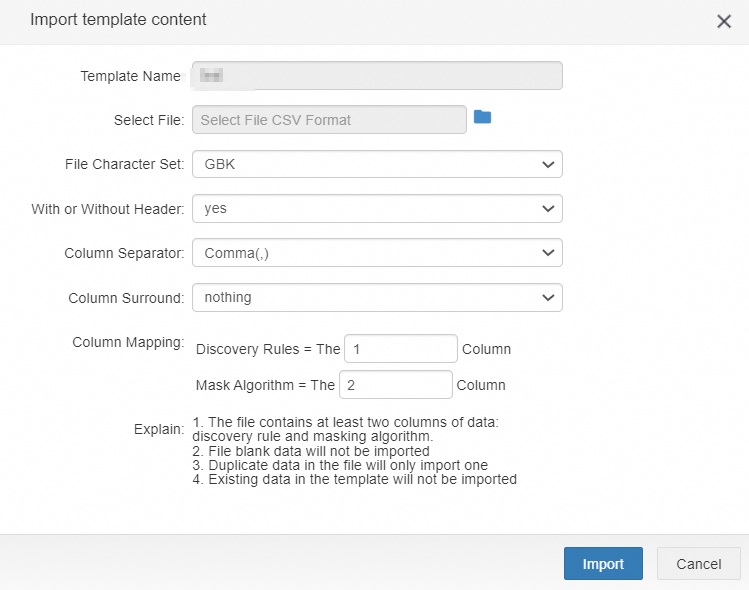 Import template content
Template Name
Select File: Select File CSV Format
File Character Set: GBK
With or Without Header: yes
Column Separator: Comma(,)
Column Surround: nothing
Column Mapping: Discovery Rules = The 1 Column
Mask Algorithm = The 2 Column
Explain: 1. The file contains at least two columns of data:
discovery rule and masking algorithm.
2. File blank data will not be imported
3. Duplicate data in the file will only import one
4. Existing data in the template will not be imported
Import Cancel